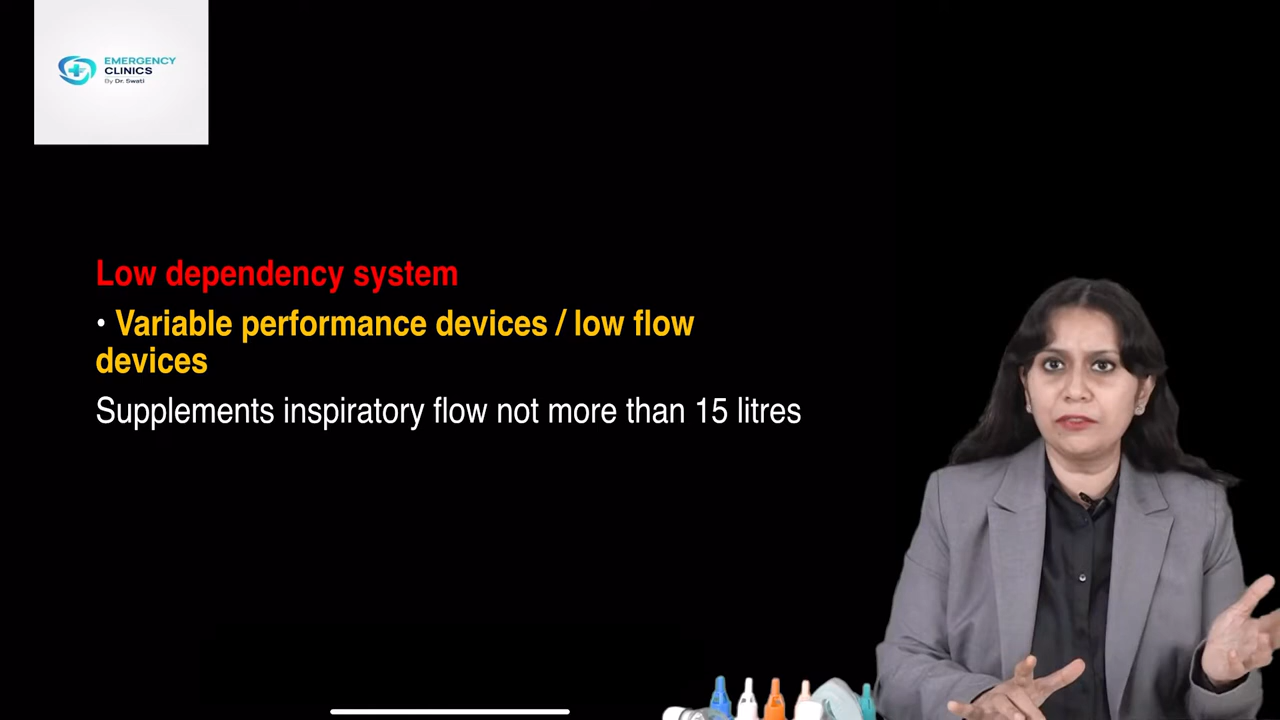 EMERGENCY
CLINICS
By Dr. Swati
Low dependency system
• Variable performance devices / low flow
devices
Supplements inspiratory flow not more than 15 litres